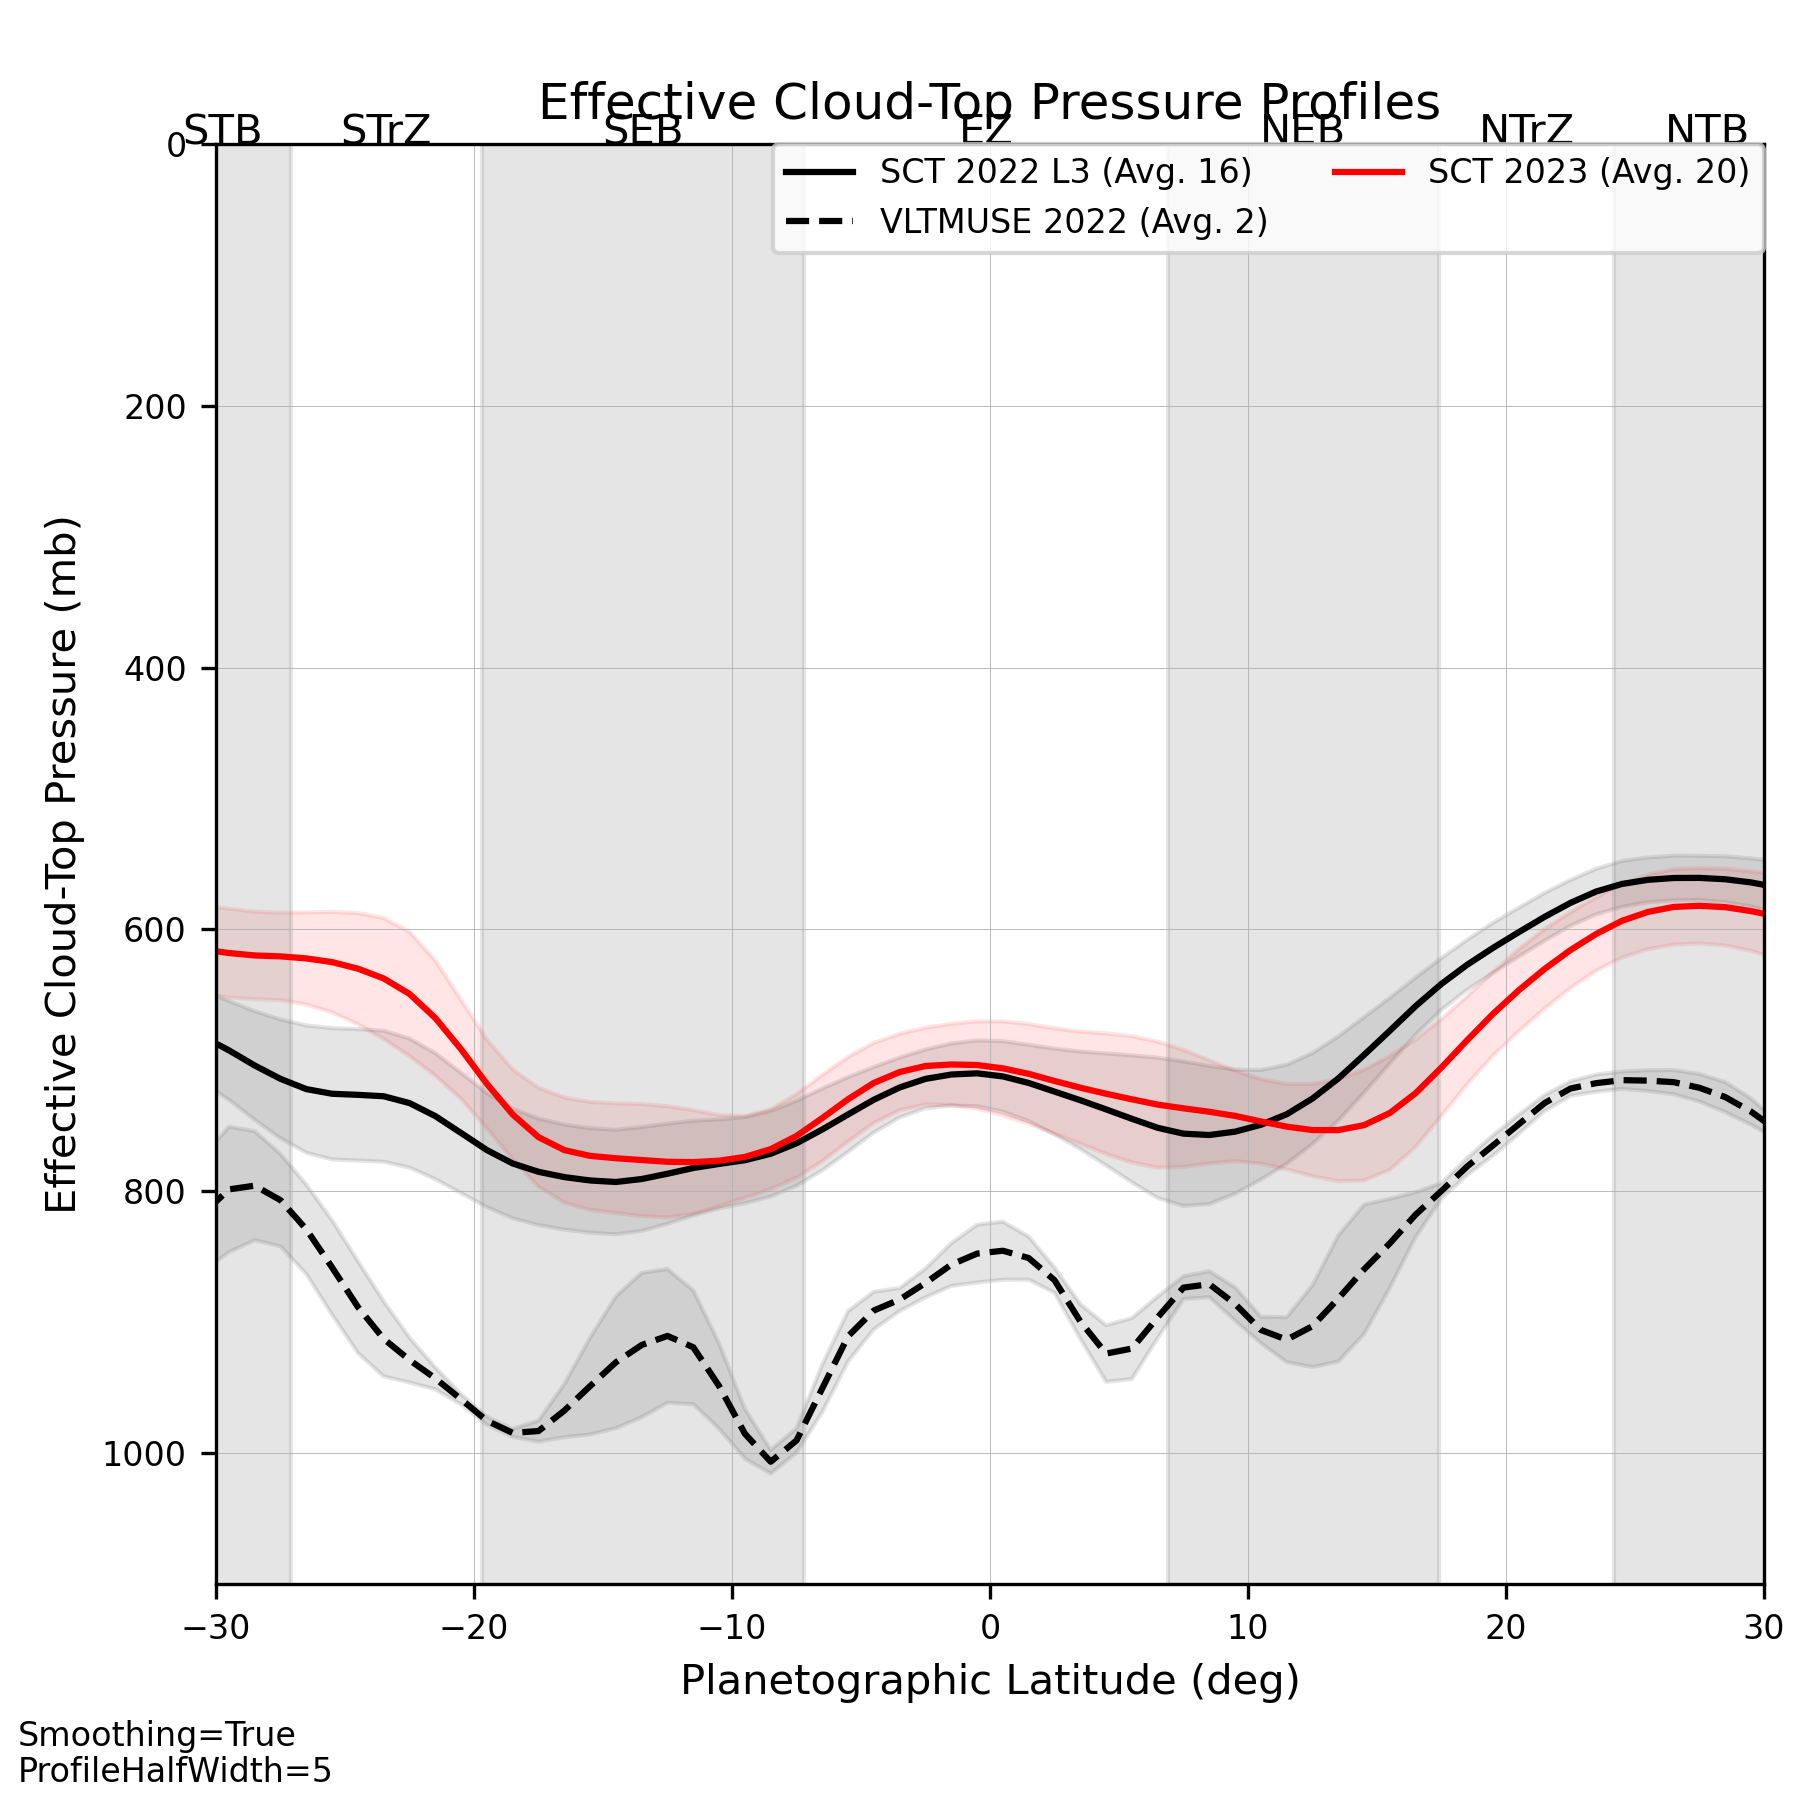 Effective Cloud-Top Pressure Profiles
STB STrZ SEB EZ NEB NTrZ NTB
SCT 2022 L3 (Avg. 16) SCT 2023 (Avg. 20)
VLTMUSE 2022 (Avg. 2)
0
200
400
600
800
1000
Effective Cloud-Top Pressure (mb)
−30 −20 −10 0 10 20 30
Planetographic Latitude (deg)
Smoothing=True
ProfileHalfWidth=5